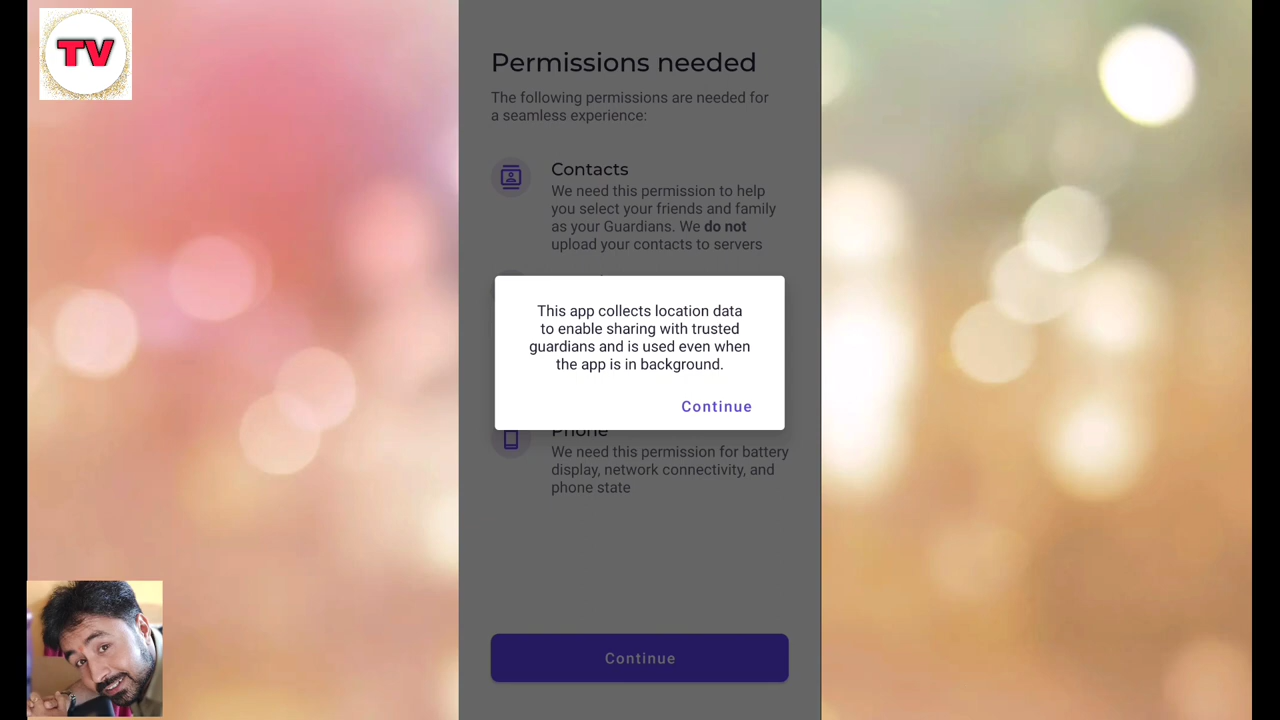 TV
Permissions needed
The following permissions are needed for
a seamless experience:
Contacts
We need this permission to help
you select your friends and family
as your Guardians. We do not
upload your contacts to servers
This app collects location data
to enable sharing with trusted
guardians and is used even when
the app is in background.
Continue
Phone
We need this permission for battery
display, network connectivity, and
phone state
Continue